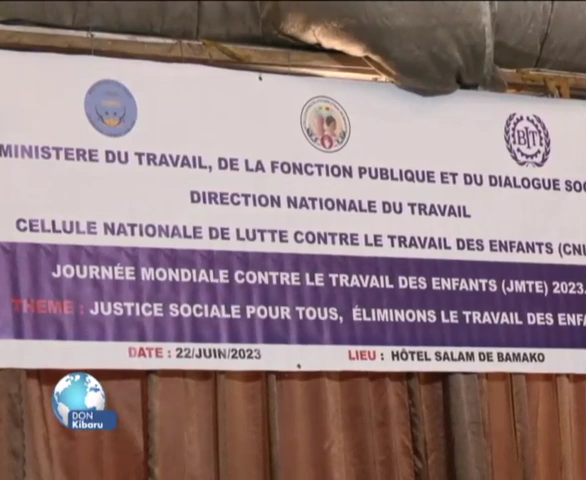 BIT
MINISTERE DU TRAVAIL, DE LA FONCTION PUBLIQUE ET DU DIALOGUE SO
DIRECTION NATIONALE DU TRAVAIL
CELLULE NATIONALE DE LUTTE CONTRE LE TRAVAIL DES ENFANTS (CN
JOURNÉE MONDIALE CONTRE LE TRAVAIL DES ENFANTS (JMTE) 2023.
THEME : JUSTICE SOCIALE POUR TOUS, ÉLIMINONS LE TRAVAIL DES ENFA
DATE : 22/JUIN/2023 LIEU : HÔTEL SALAM DE BAMAKO
DON
Kibaru